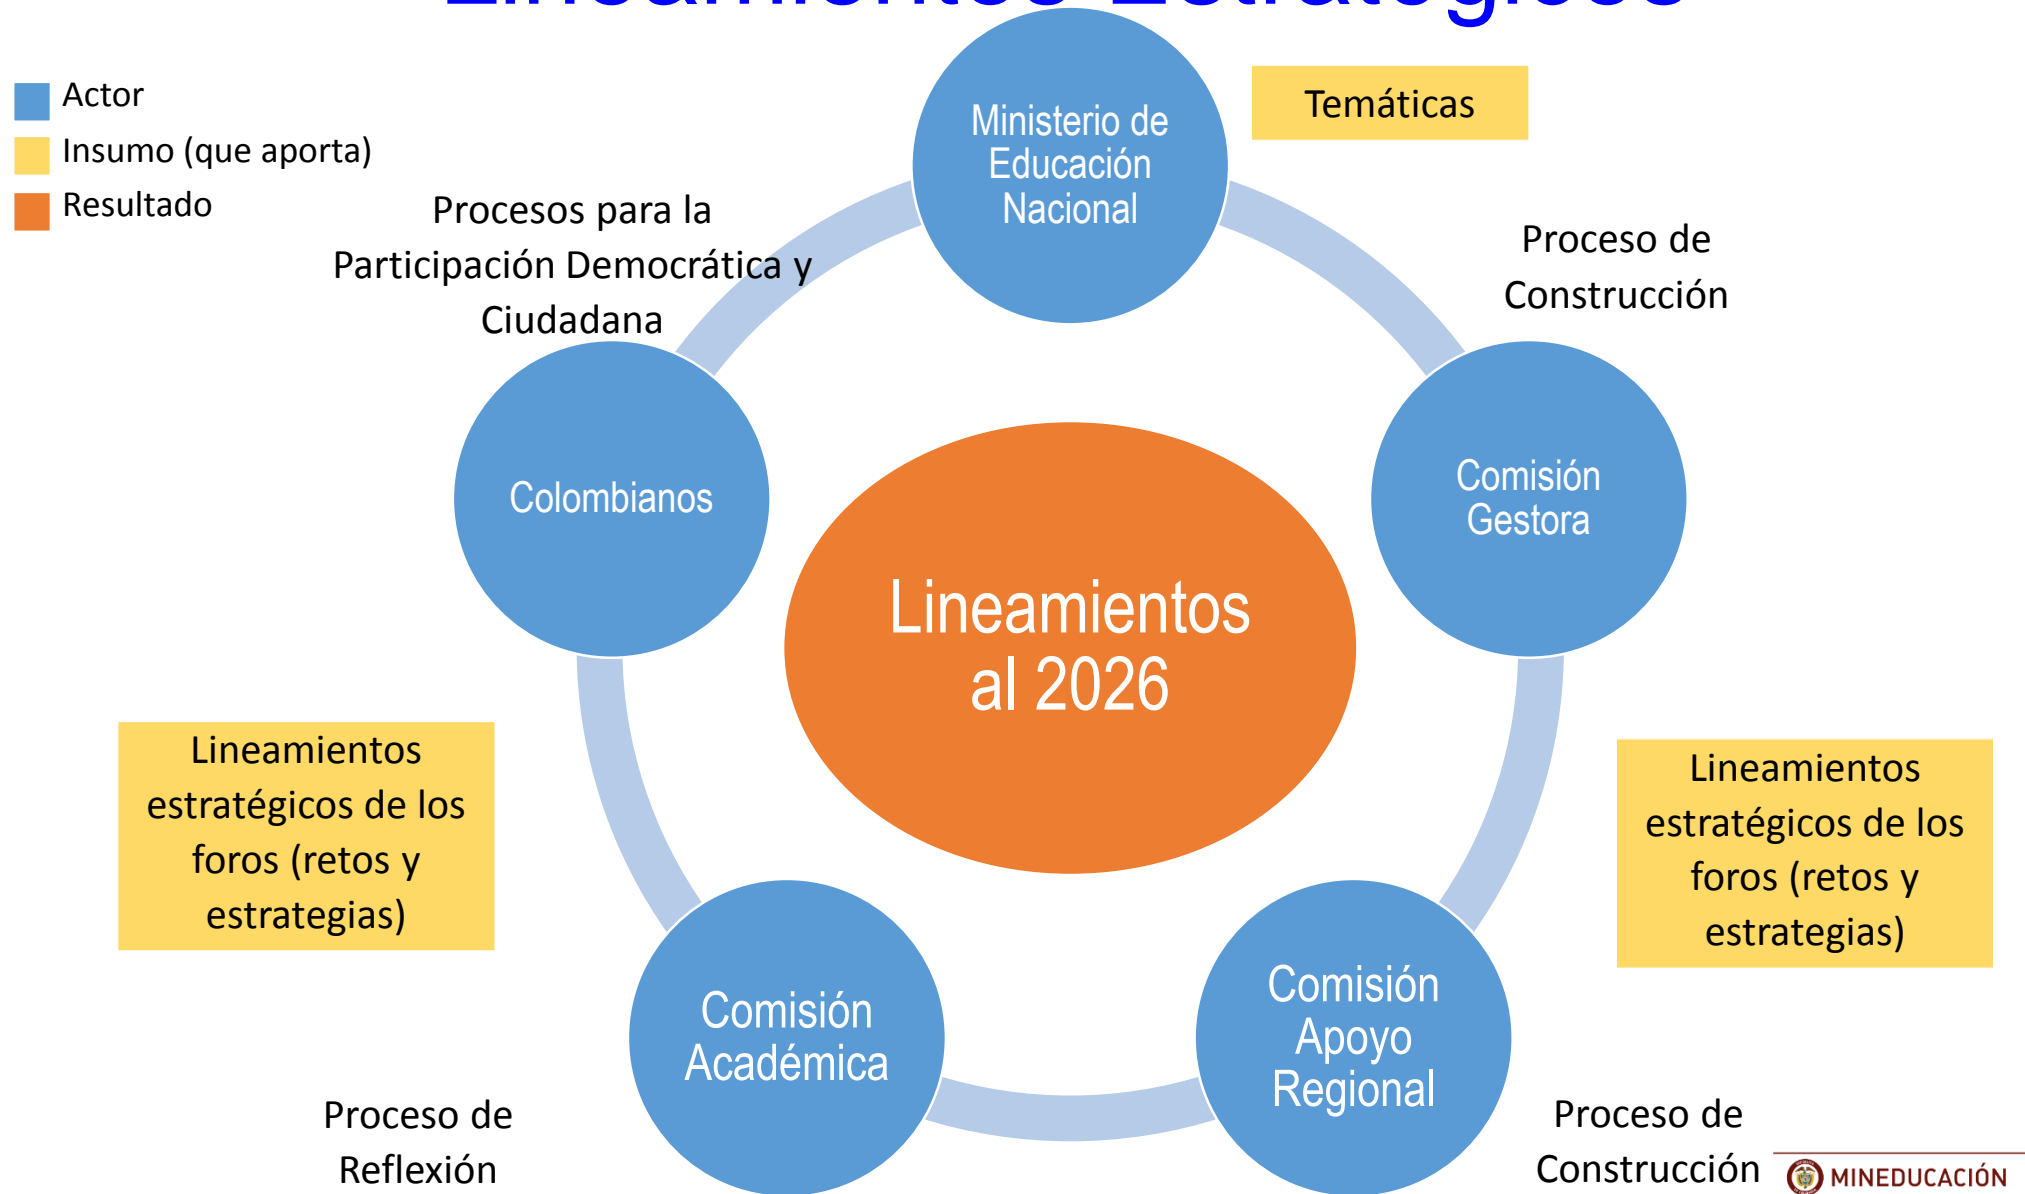 Lineamientos Estratégicos
Actor
Insumo (que aporta)
Resultado
Ministerio de
Educación
Nacional
Temáticas
Procesos para la
Participación Democrática y
Ciudadana
Proceso de
Construcción
Colombianos
Comisión
Gestora
Lineamientos
al 2026
Lineamientos
estratégicos de los
foros (retos y
estrategias)
Lineamientos
estratégicos de los
foros (retos y
estrategias)
Comisión
Académica
Comisión
Apoyo
Regional
Proceso de
Reflexión
Proceso de
Construcción
MINEDUCACIÓN